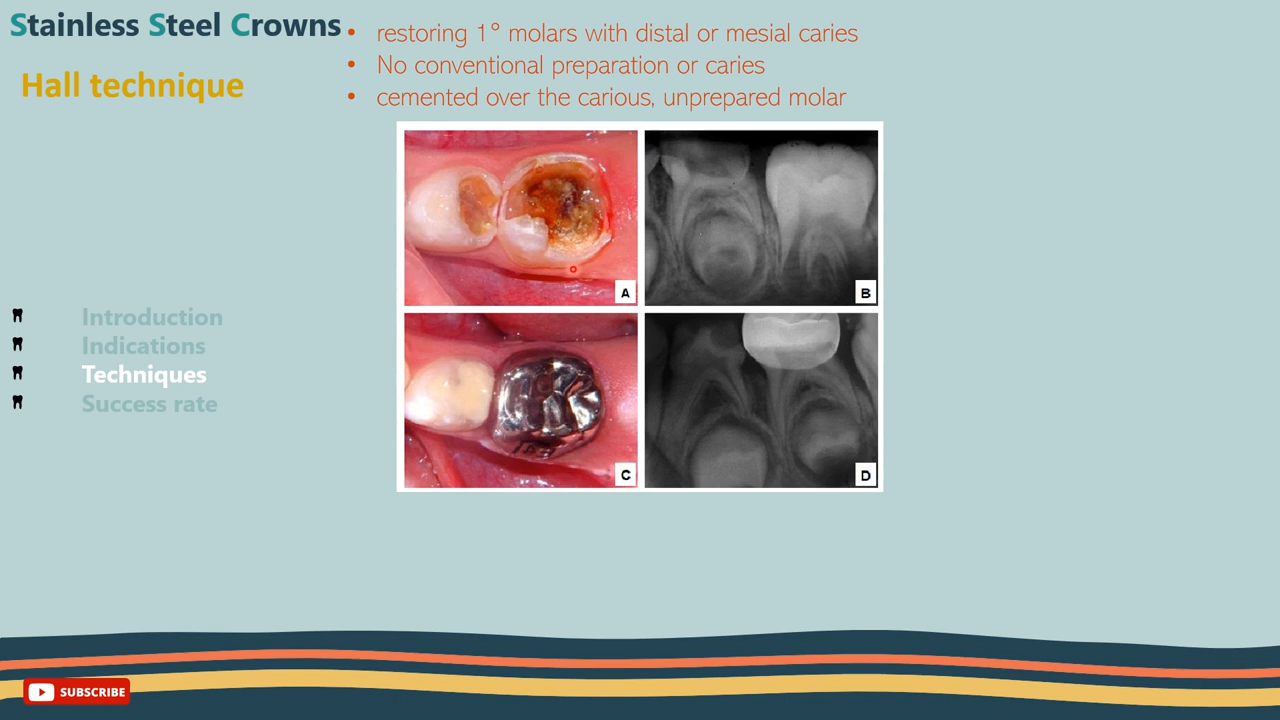 Stainless Steel Crowns
Hall technique
• restoring 1° molars with distal or mesial caries
• No conventional preparation or caries
• cemented over the carious, unprepared molar
A
B
C
D
Introduction
Indications
Techniques
Success rate
SUBSCRIBE